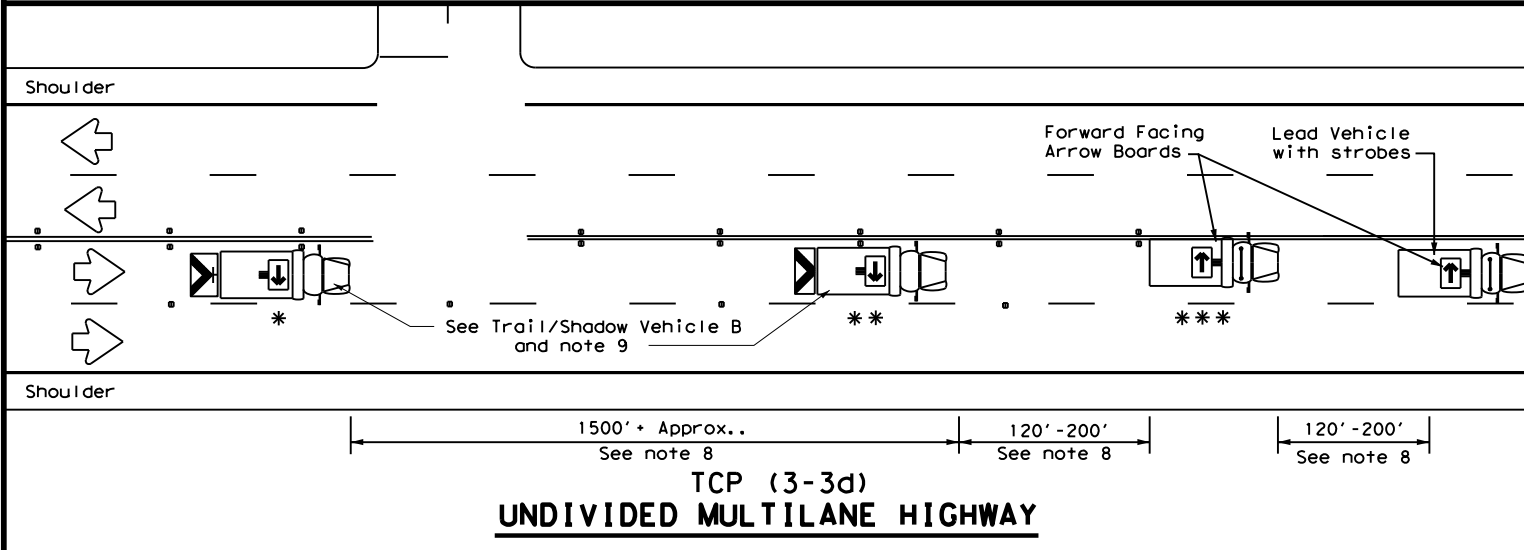 Shoulder
Forward Facing
Arrow Boards
Lead Vehicle
with strobes
*
**
***
See Trail/Shadow Vehicle B
and note 9
Shoulder
1500'+ Approx..
See note 8
120'-200'
See note 8
120'-200'
See note 8
TCP (3-3d)
UNDIVIDED MULTILANE HIGHWAY